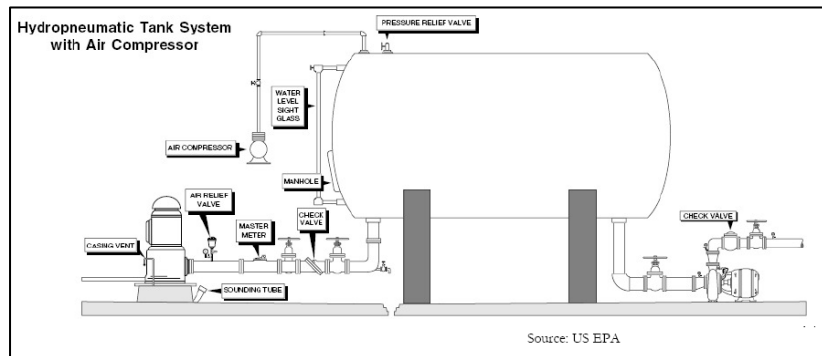 Hydropneumatic Tank System
with Air Compressor
PRESSURE RELIEF VALVE
WATER
LEVEL
SIGHT
GLASS
AIR COMPRESSOR
MANHOLE
AIR RELIEF
VALVE
CHECK
VALVE
MASTER
METER
CASING VENT
CHECK VALVE
SOUNDING TUBE
Source: US EPA